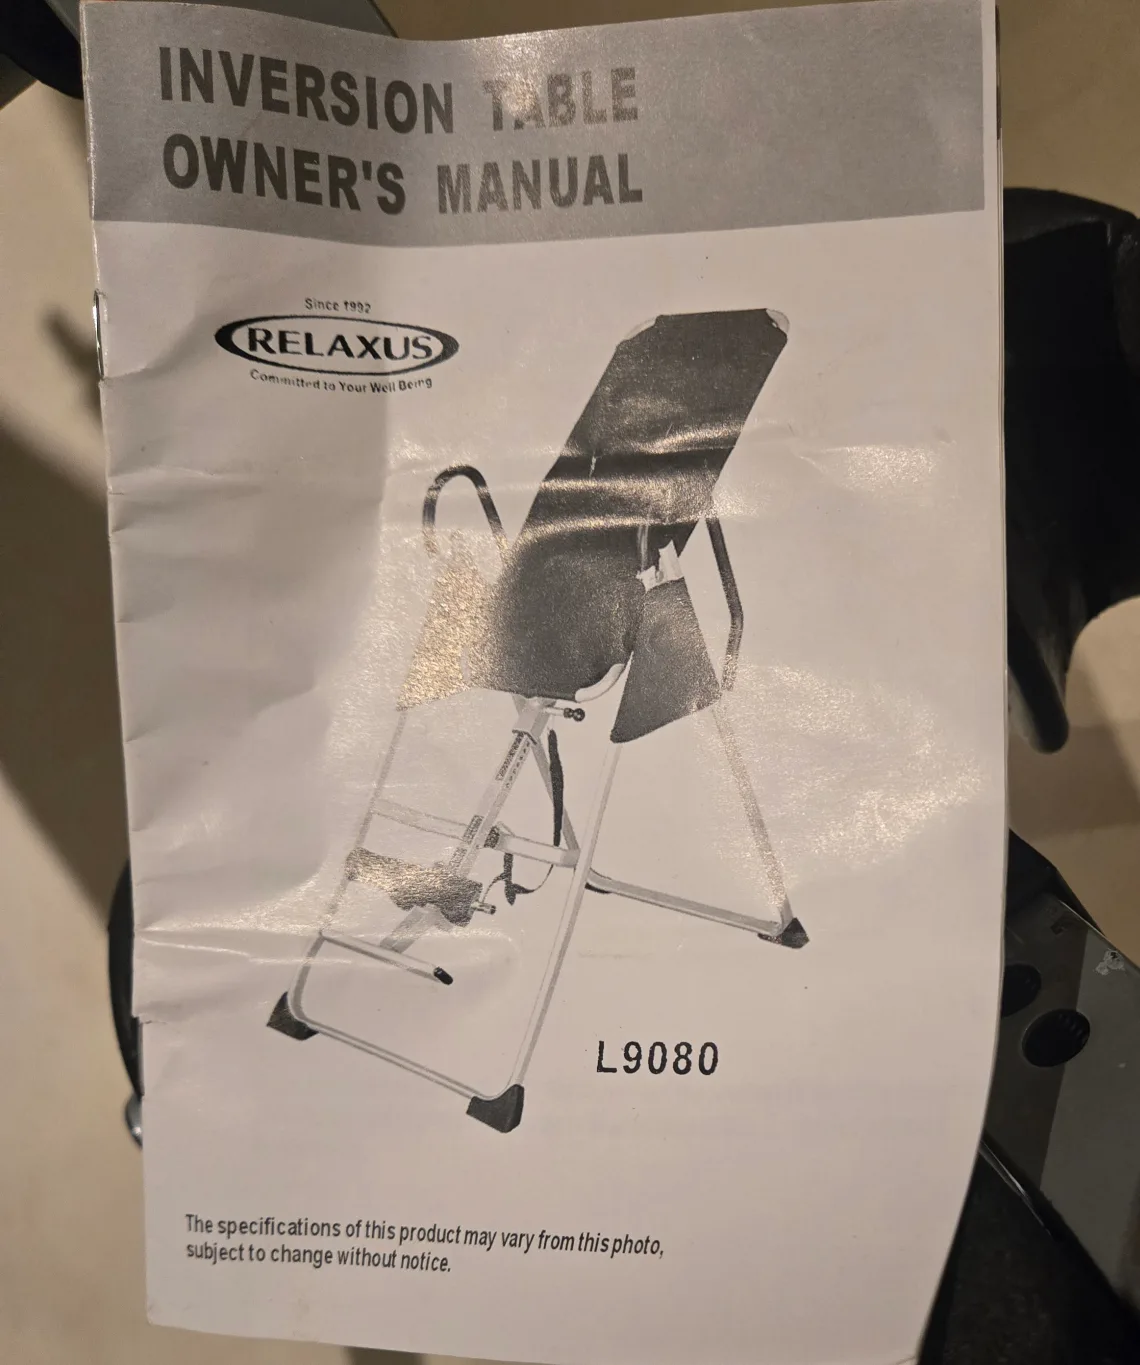 INVERSION TABLE
OWNER'S MANUAL
Since 1992
RELAXUS
Committed to Your Well Being
L9080
The specifications of this product may vary from this photo,
subject to change without notice.